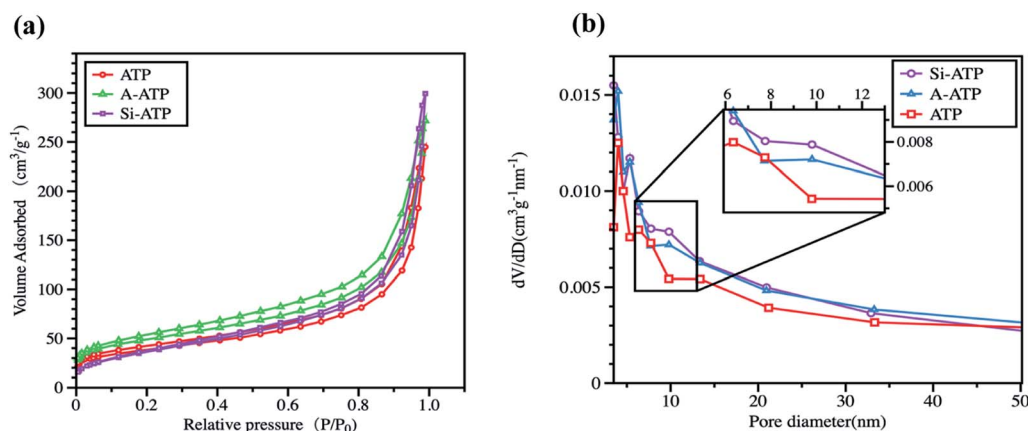 (a)
ATP
A-ATP
Si-ATP
300
250
200
150
100
50
0
0
0.2
0.4
0.6
0.8
1.0
Volume Adsorbed (cm³/g⁻¹)
Relative pressure (P/P₀)
(b)
Si-ATP
A-ATP
ATP
6
8
10
12
0.008
0.006
0.015
0.010
0.005
0
10
20
30
40
50
dV/dD(cm³g⁻¹nm⁻¹)
Pore diameter(nm)